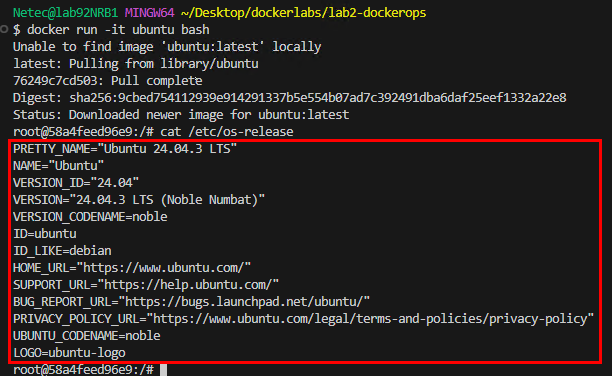 Netec@lab92NRB1 MINGW64 ~/Desktop/dockerlabs/lab2-dockerops
$ docker run -it ubuntu bash
Unable to find image 'ubuntu:latest' locally
latest: Pulling from library/ubuntu
76249c7cd503: Pull complete
Digest: sha256:9cbed754112939e914291337b5e554b07ad7c392491dba6daf25eef1332a22e8
Status: Downloaded newer image for ubuntu:latest
root@58a4feed96e9:/# cat /etc/os-release
PRETTY_NAME="Ubuntu 24.04.3 LTS"
NAME="Ubuntu"
VERSION_ID="24.04"
VERSION="24.04.3 LTS (Noble Numbat)"
VERSION_CODENAME=noble
ID=ubuntu
ID_LIKE=debian
HOME_URL="https://www.ubuntu.com/"
SUPPORT_URL="https://help.ubuntu.com/"
BUG_REPORT_URL="https://bugs.launchpad.net/ubuntu/"
PRIVACY_POLICY_URL="https://www.ubuntu.com/legal/terms-and-policies/privacy-policy"
UBUNTU_CODENAME=noble
LOGO=ubuntu-logo
root@58a4feed96e9:/#